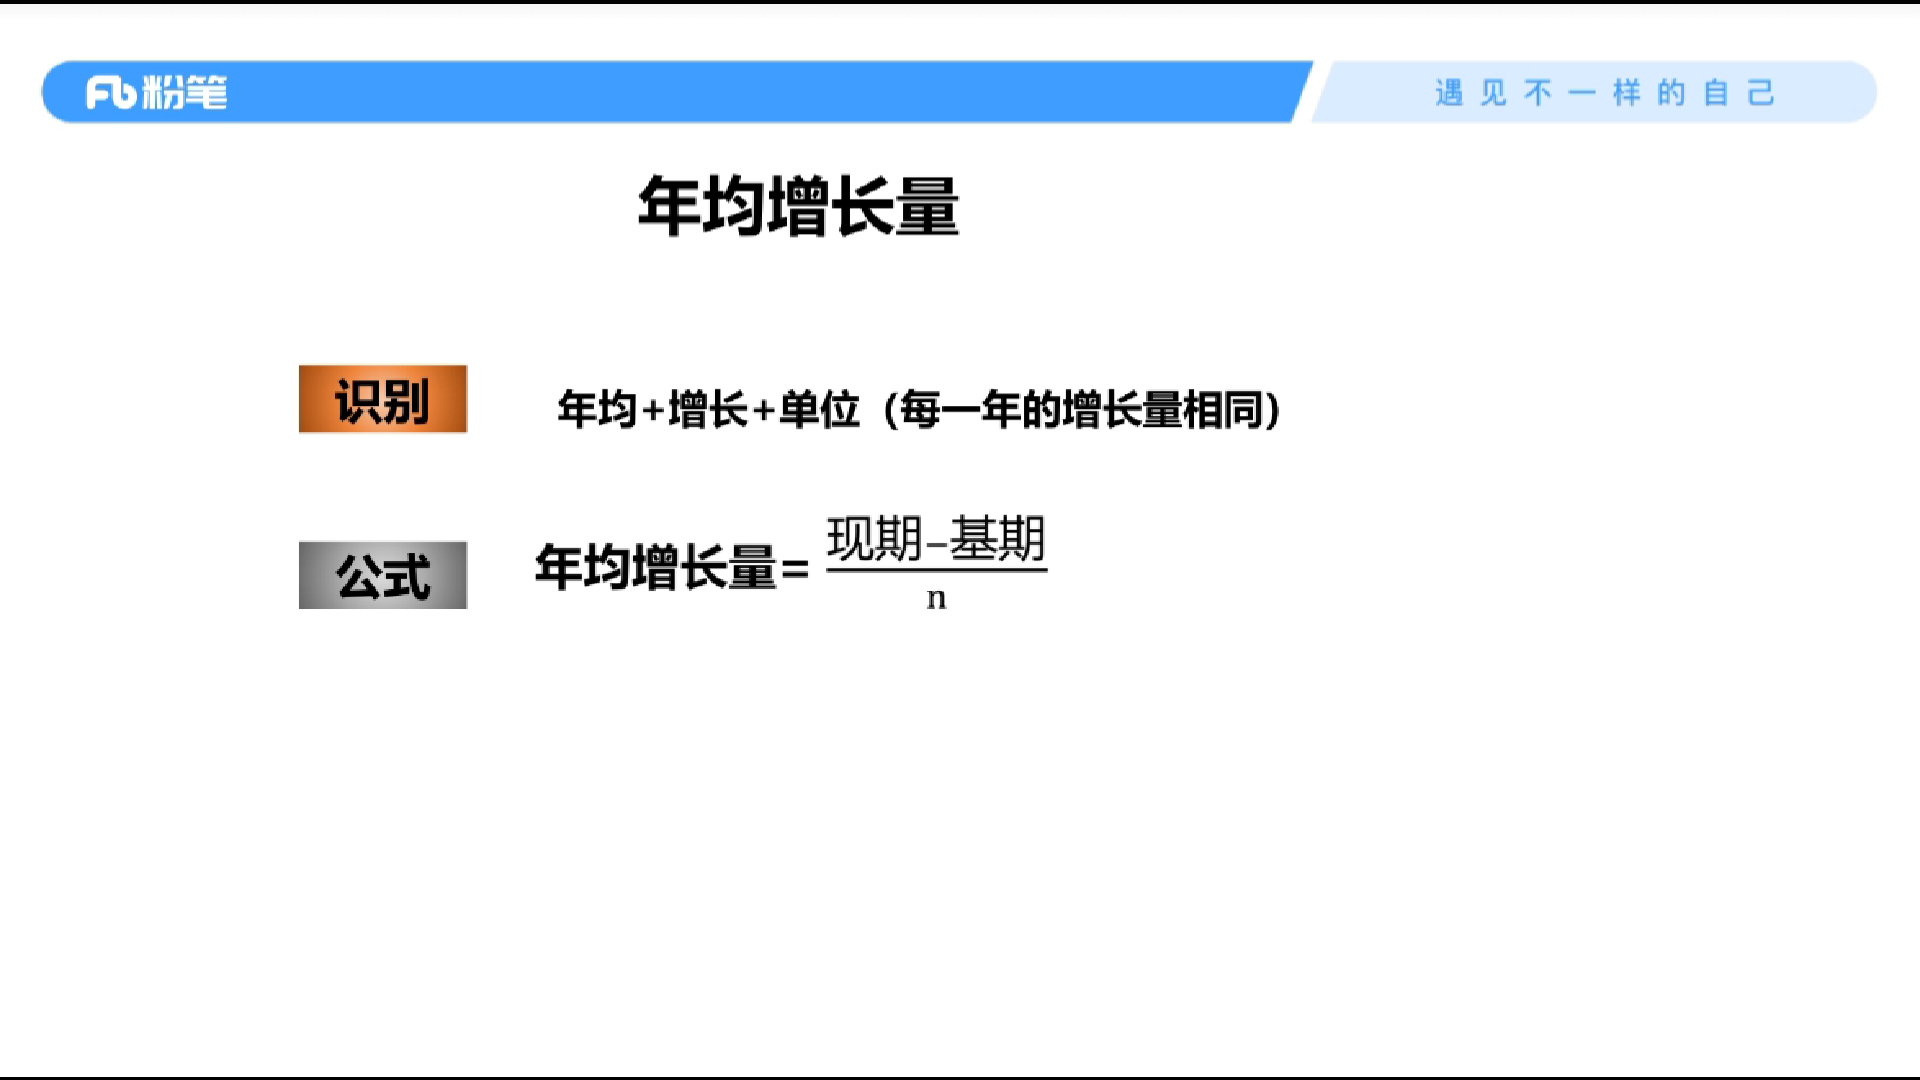 Fb粉笔
遇见不一样的自己
年均增长量
识别
年均+增长+单位（每一年的增长量相同）
公式
年均增长量=
现期-基期
n